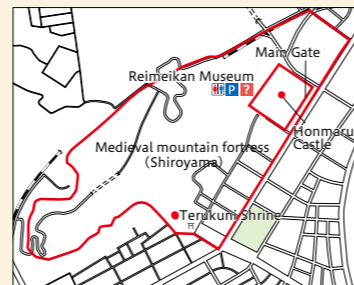 Main Gate
Reimeikan Museum
P ?
Honmaru
Castle
Medieval mountain fortress
(Shiroyama)
Terukuni Shrine